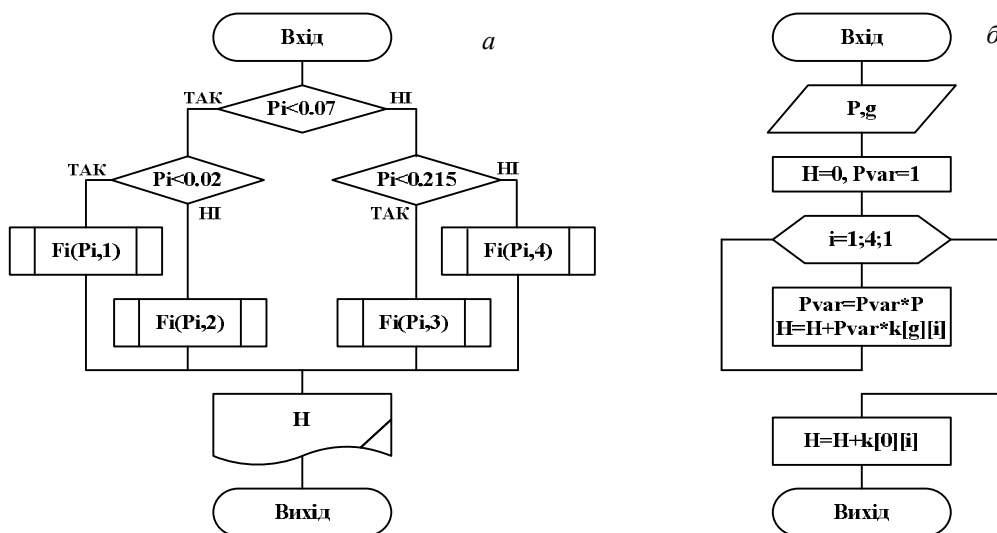 Вхід
а
ТАК
Pi<0.07
НІ
ТАК
Pi<0.02
НІ
Pi<0.215
НІ
ТАК
Fi(Pi,1)
Fi(Pi,4)
Fi(Pi,2)
Fi(Pi,3)
H
Вихід
Вхід
б
P,g
H=0, Pvar=1
i=1;4;1
Pvar=Pvar*P
H=H+Pvar*k[g][i]
H=H+k[0][i]
Вихід